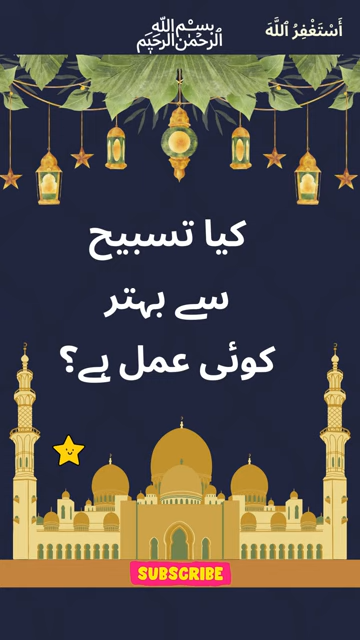 أَسْتَغْفِرُ ٱللَّٰهَ
بسم الله الرحمن الرحيم
کیا تسبیح
سے بہتر
کوئی عمل ہے؟
SUBSCRIBE